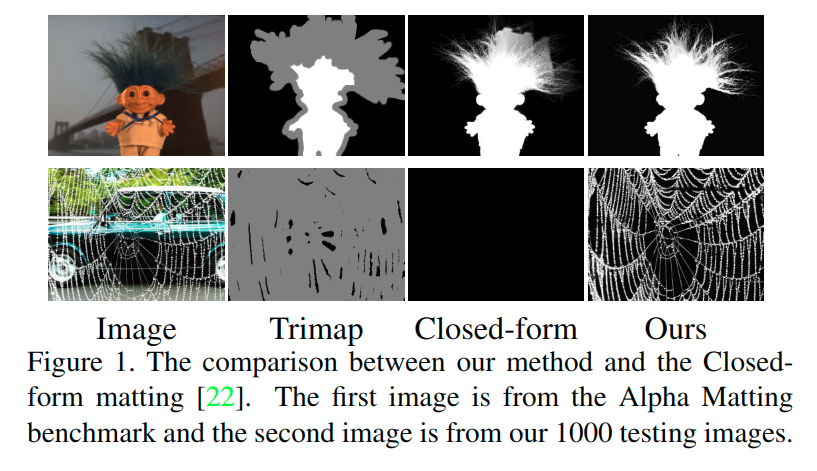 Image Trimap Closed-form Ours
Figure 1. The comparison between our method and the Closed-
form matting [22]. The first image is from the Alpha Matting
benchmark and the second image is from our 1000 testing images.